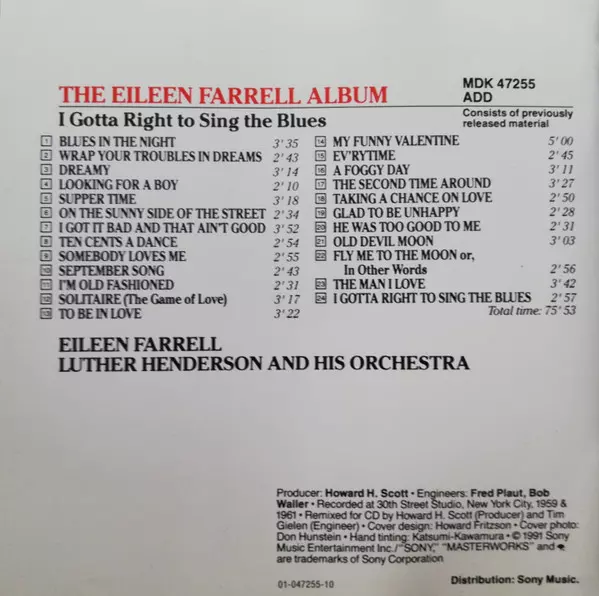 THE EILEEN FARRELL ALBUM
MDK 47255
ADD
I Gotta Right to Sing the Blues
Consists of previously
released material
1 BLUES IN THE NIGHT 3'35
2 WRAP YOUR TROUBLES IN DREAMS 2'43
3 DREAMY 3'14
4 LOOKING FOR A BOY 2'10
5 SUPPER TIME 3'18
6 ON THE SUNNY SIDE OF THE STREET 2'34
7 I GOT IT BAD AND THAT AIN'T GOOD 3'52
8 TEN CENTS A DANCE 2'54
9 SOMEBODY LOVES ME 2'55
10 SEPTEMBER SONG 2'43
11 I'M OLD FASHIONED 2'31
12 SOLITAIRE (The Game of Love) 3'17
13 TO BE IN LOVE 3'22
14 MY FUNNY VALENTINE 5'00
15 EV'RYTIME 2'45
16 A FOGGY DAY 3'11
17 THE SECOND TIME AROUND 3'27
18 TAKING A CHANCE ON LOVE 2'50
19 GLAD TO BE UNHAPPY 2'28
20 HE WAS TOO GOOD TO ME 2'31
21 OLD DEVIL MOON 3'03
22 FLY ME TO THE MOON or,
In Other Words 2'56
23 THE MAN I LOVE 3'42
24 I GOTTA RIGHT TO SING THE BLUES 2'57
Total time: 75'53
EILEEN FARRELL
LUTHER HENDERSON AND HIS ORCHESTRA
Producer: Howard H. Scott • Engineers: Fred Plaut, Bob
Waller • Recorded at 30th Street Studio, New York City, 1959 &
1961 • Remixed for CD by Howard H. Scott (Producer) and Tim
Gielen (Engineer) • Cover design: Howard Fritzson • Cover photo:
Don Hunstein • Hand tinting: Katsumi-Kawamura • © 1991 Sony
Music Entertainment Inc./"SONY," "MASTERWORKS" and
are trademarks of Sony Corporation
01-047255-10
Distribution: Sony Music.